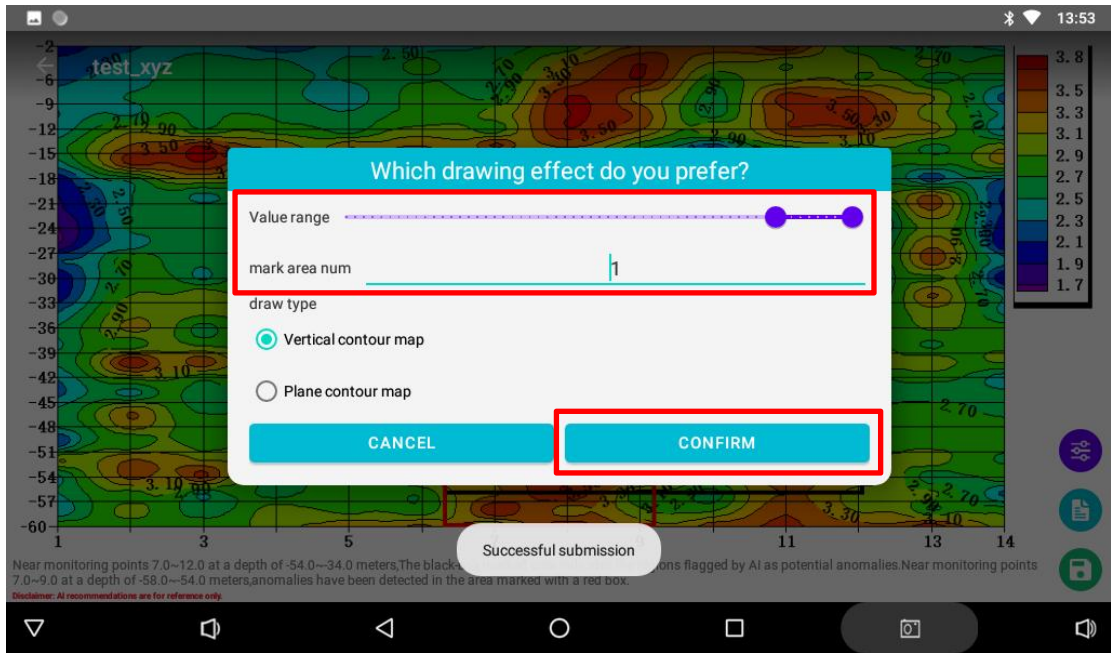 13:53
test_xyz
Which drawing effect do you prefer?
Value range
mark area num 1
draw type
Vertical contour map
Plane contour map
CANCEL CONFIRM
-2
-6
-9
-12
-15
-18
-21
-24
-27
-30
-33
-36
-39
-42
-45
-48
-51
-54
-57
-60
1 3 5 11 13 14
3.8
3.5
3.3
3.1
2.9
2.7
2.5
2.3
2.1
1.9
1.7
Successful submission
Near monitoring points 7.0~12.0 at a depth of -54.0~-34.0 meters,The black- flagged by AI as potential anomalies.Near monitoring points
7.0~9.0 at a depth of -58.0~-54.0 meters,anomalies have been detected in the area marked with a red box.
Disclaimer: AI recommendations are for reference only.